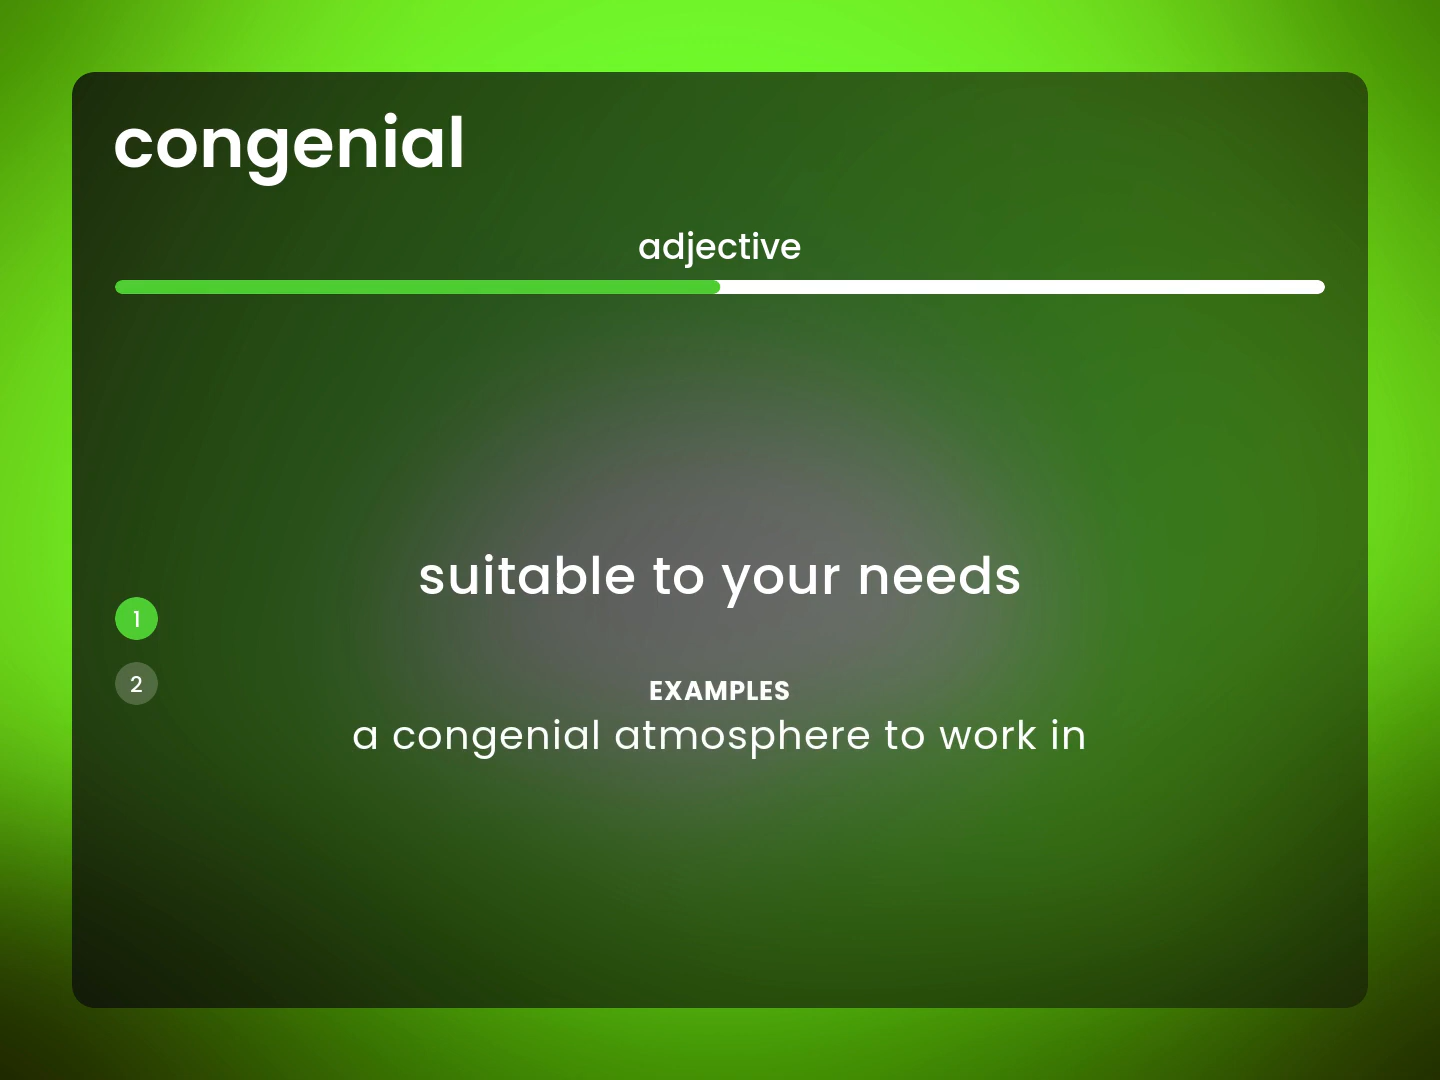 congenial
adjective
suitable to your needs
1
2
EXAMPLES
a congenial atmosphere to work in